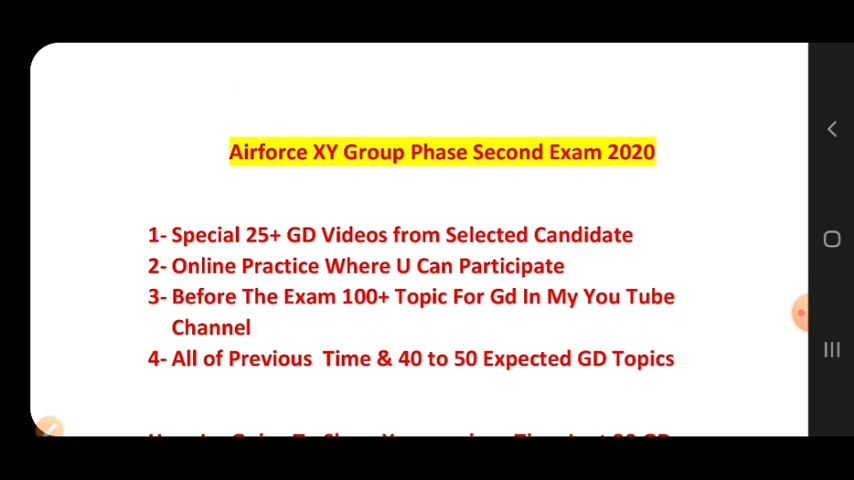 Airforce XY Group Phase Second Exam 2020
1- Special 25+ GD Videos from Selected Candidate
2- Online Practice Where U Can Participate
3- Before The Exam 100+ Topic For Gd In My You Tube
Channel
4- All of Previous Time & 40 to 50 Expected GD Topics